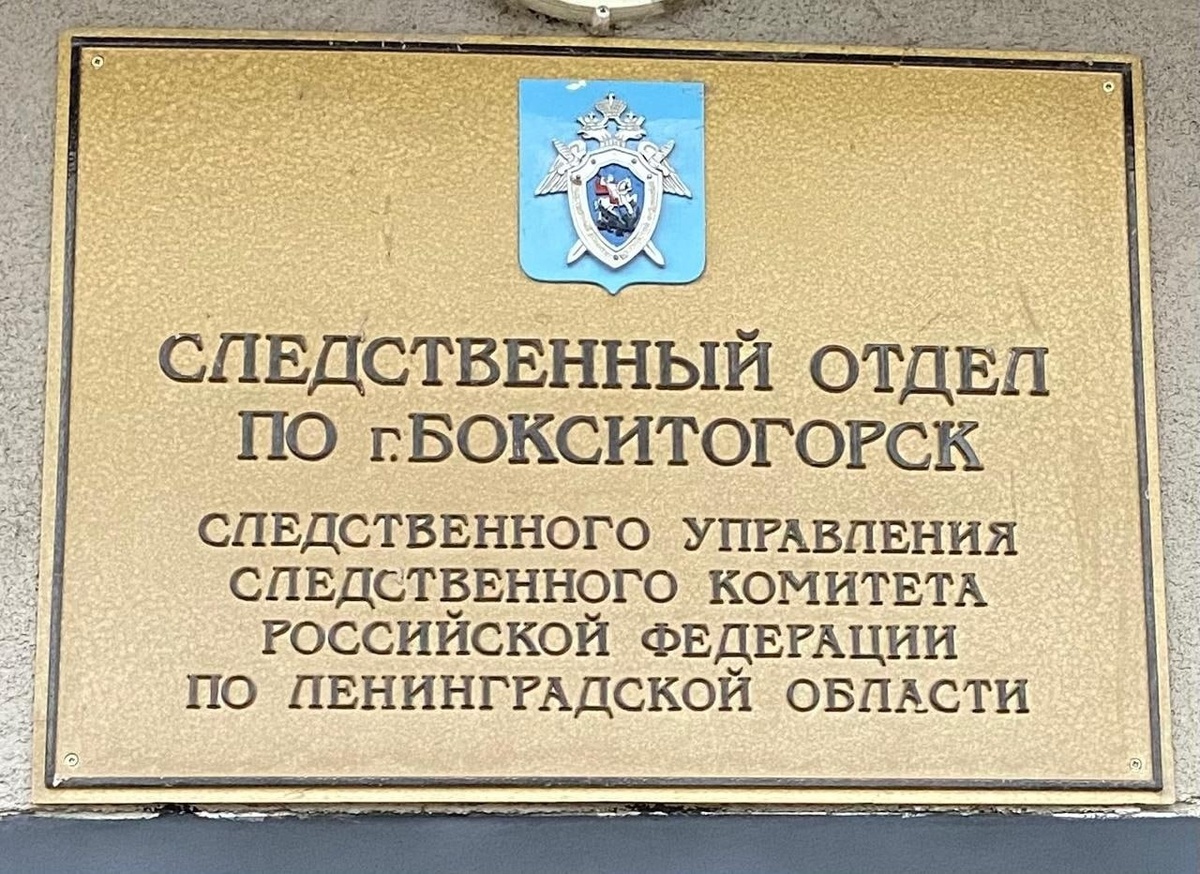 СЛЕДСТВЕННЫЙ ОТДЕЛ
ПО г.БОКСИТОГОРСК
СЛЕДСТВЕННОГО УПРАВЛЕНИЯ
СЛЕДСТВЕННОГО КОМИТЕТА
РОССИЙСКОЙ ФЕДЕРАЦИИ
ПО ЛЕНИНГРАДСКОЙ ОБЛАСТИ